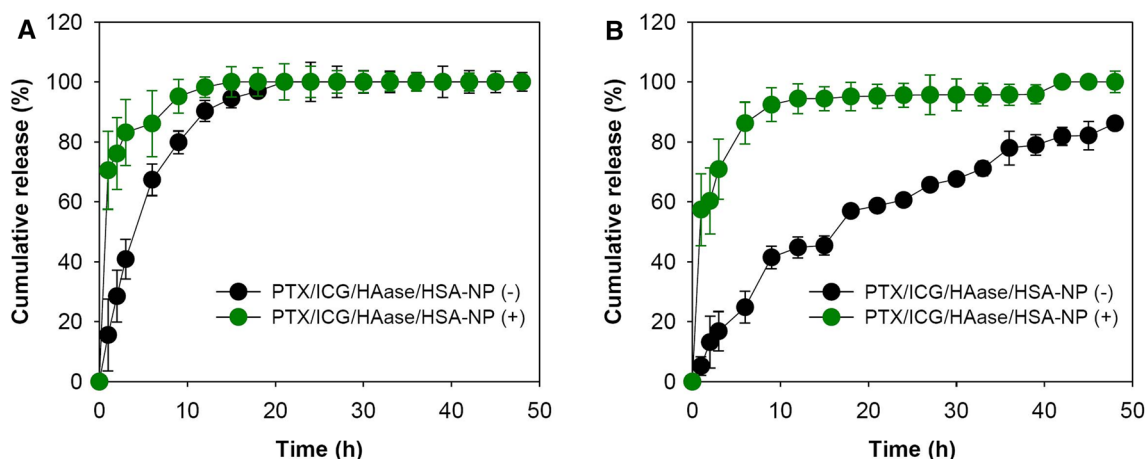 A
Cumulative release (%)
120
100
80
60
40
20
0
PTX/ICG/HAase/HSA-NP (-)
PTX/ICG/HAase/HSA-NP (+)
0 10 20 30 40 50
Time (h)
B
Cumulative release (%)
120
100
80
60
40
20
0
PTX/ICG/HAase/HSA-NP (-)
PTX/ICG/HAase/HSA-NP (+)
0 10 20 30 40 50
Time (h)